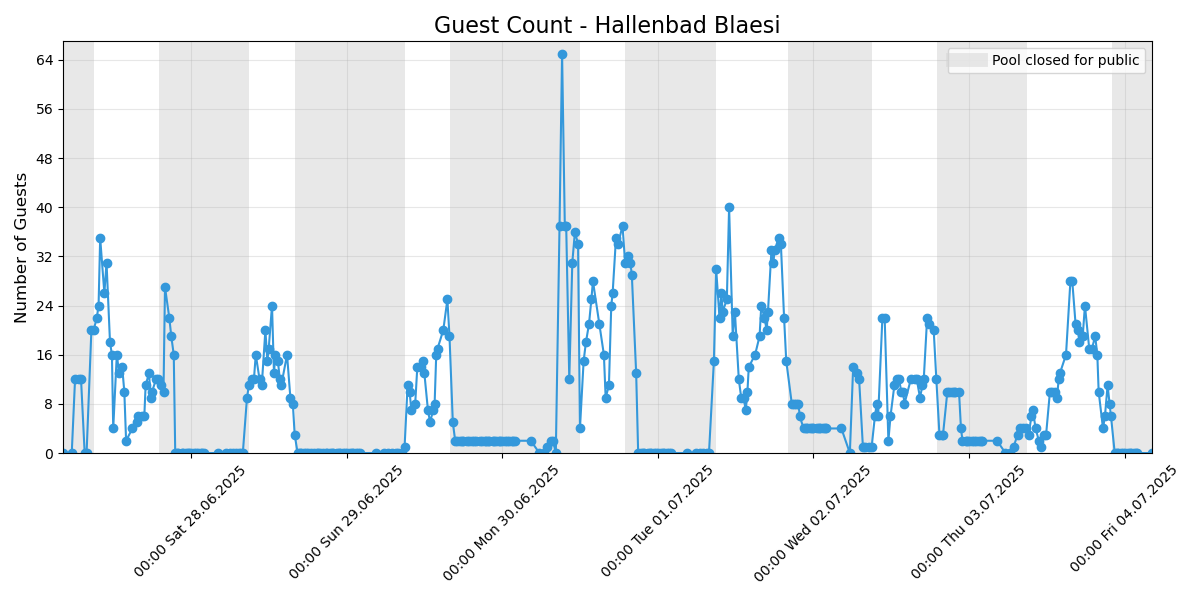 Guest Count - Hallenbad Blaesi
Pool closed for public
Number of Guests
64
56
48
40
32
24
16
8
0
00:00 Sat 28.06.2025
00:00 Sun 29.06.2025
00:00 Mon 30.06.2025
00:00 Tue 01.07.2025
00:00 Wed 02.07.2025
00:00 Thu 03.07.2025
00:00 Fri 04.07.2025